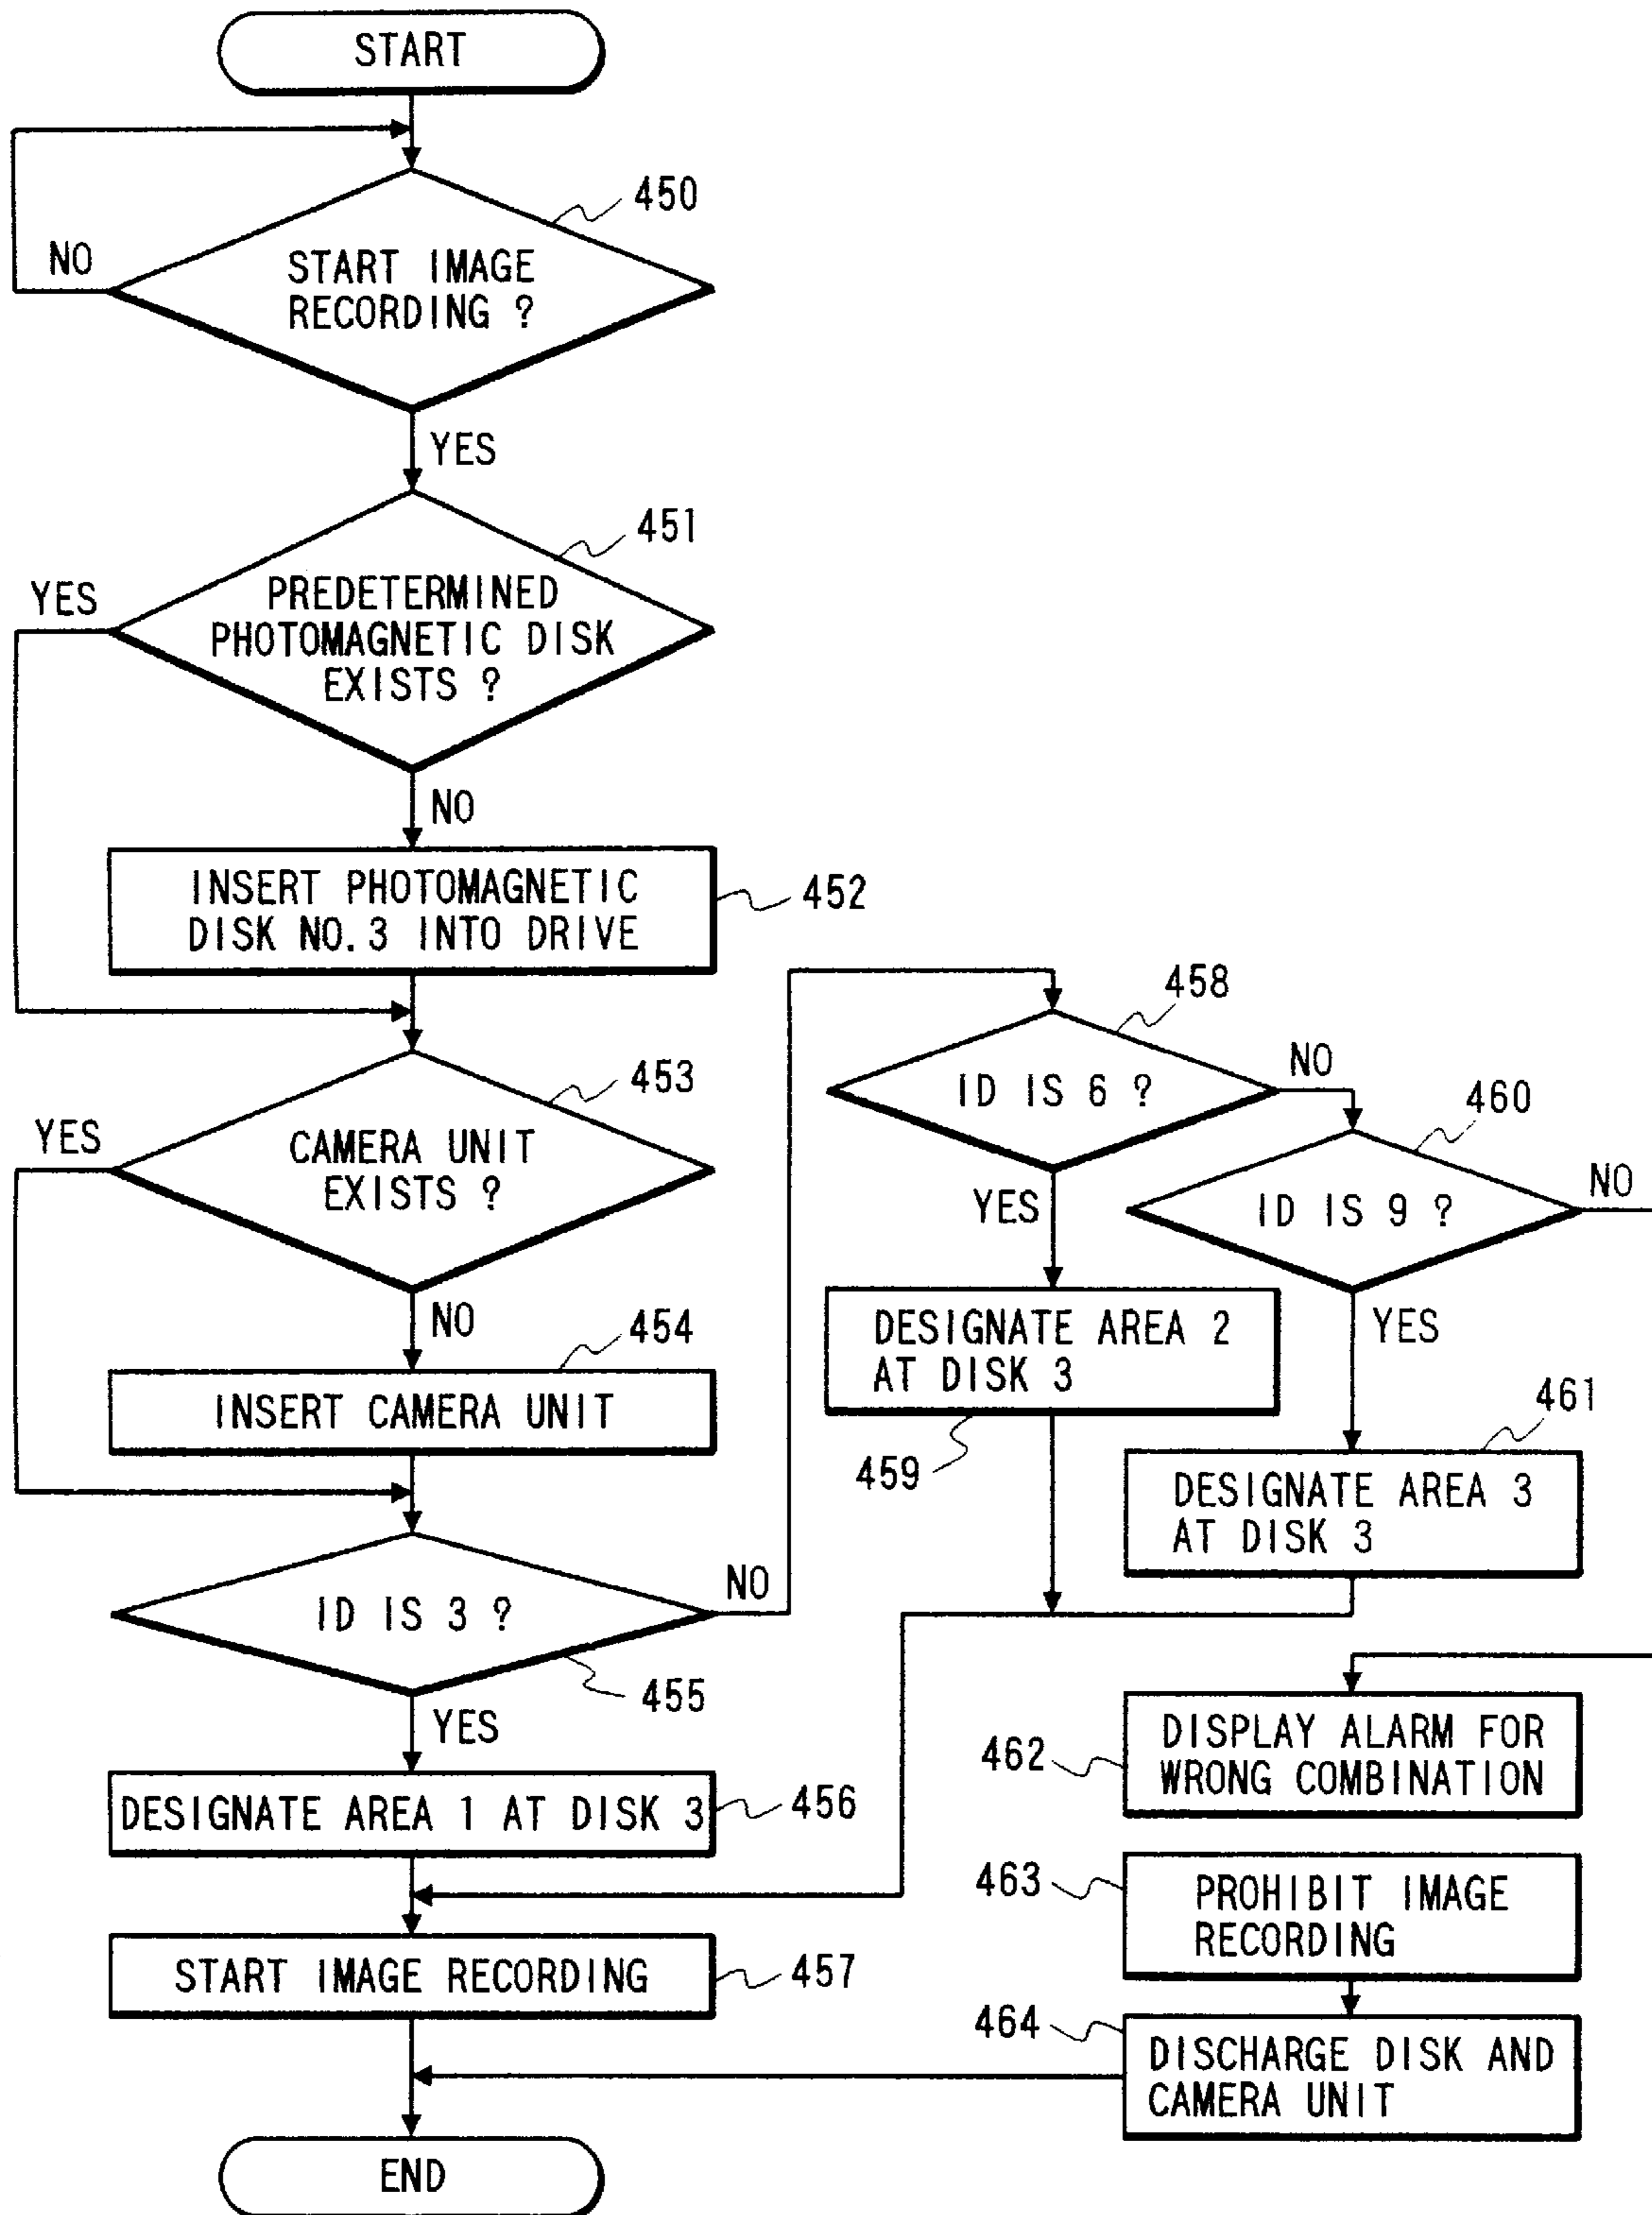 START
450
NO
START IMAGE
RECORDING ?
YES
451
YES
PREDETERMINED
PHOTOMAGNETIC DISK
EXISTS ?
NO
INSERT PHOTOMAGNETIC
DISK NO. 3 INTO DRIVE
452
453
YES
CAMERA UNIT
EXISTS ?
NO
454
INSERT CAMERA UNIT
ID IS 3 ?
NO
455
YES
DESIGNATE AREA 1 AT DISK 3
456
START IMAGE RECORDING
457
END
458
ID IS 6 ?
NO
YES
DESIGNATE AREA 2
AT DISK 3
459
460
ID IS 9 ?
NO
YES
461
DESIGNATE AREA 3
AT DISK 3
462
DISPLAY ALARM FOR
WRONG COMBINATION
463
PROHIBIT IMAGE
RECORDING
464
DISCHARGE DISK AND
CAMERA UNIT